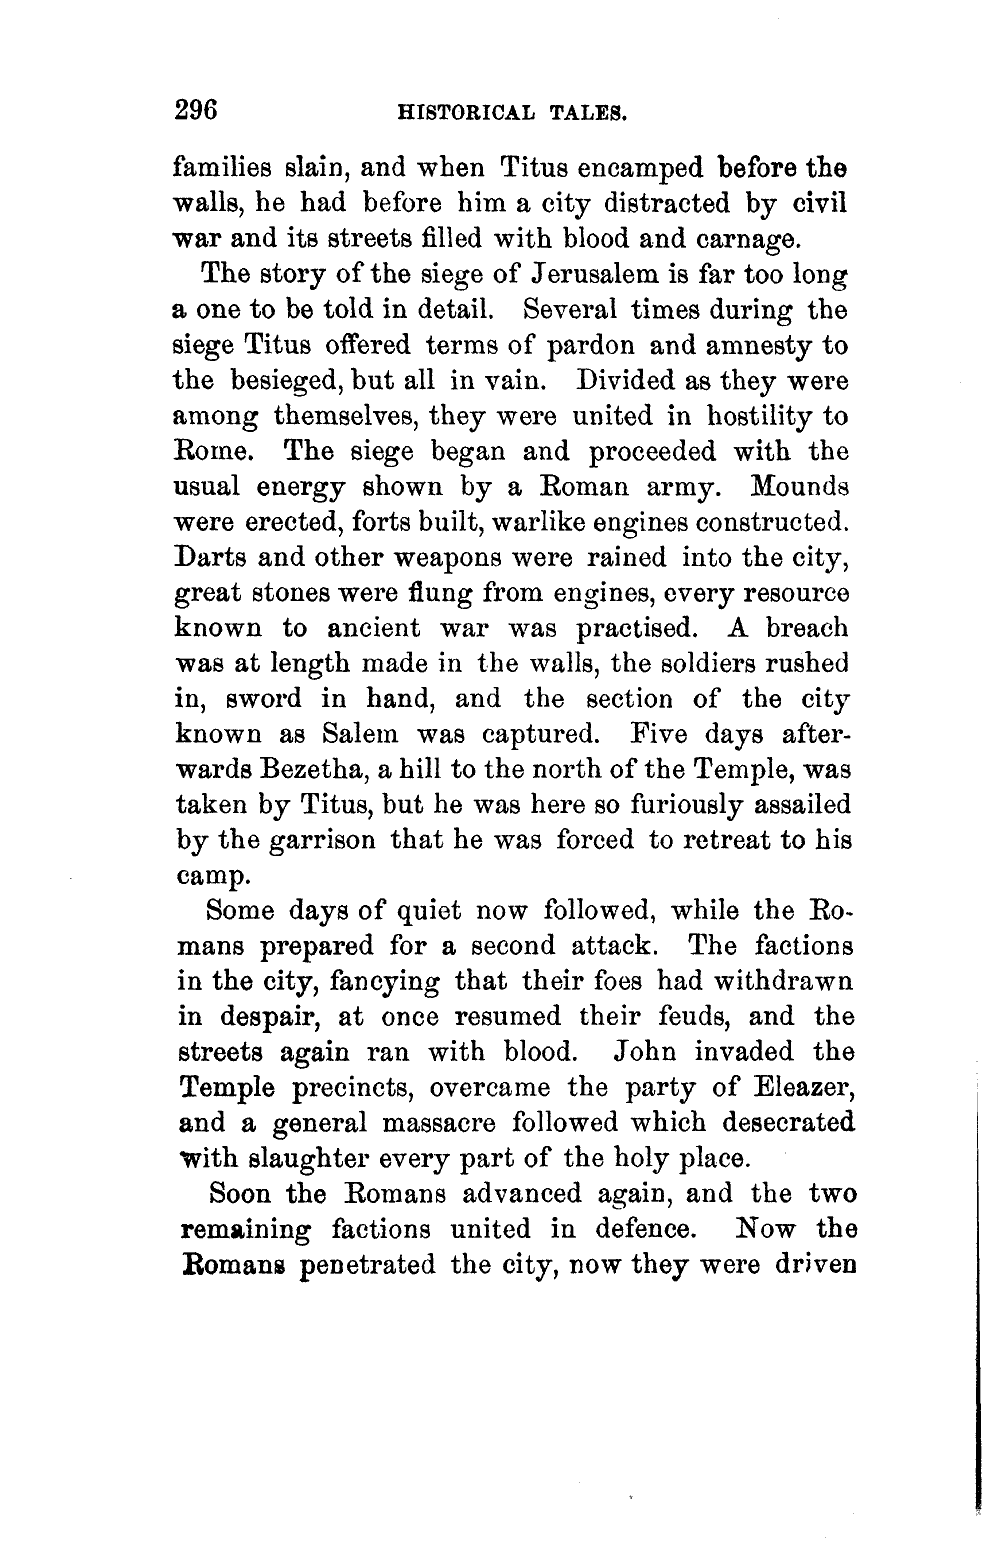 296 HISTORICAL TALES.
families slain, and when Titus encamped before the
walls, he had before him a city distracted by civil
war and its streets filled with blood and carnage.
The story of the siege of Jerusalem is far too long
a one to be told in detail. Several times during the
siege Titus offered terms of pardon and amnesty to
the besieged, but all in vain. Divided as they were
among themselves, they were united in hostility to
Rome. The siege began and proceeded with the
usual energy shown by a Roman army. Mounds
were erected, forts built, warlike engines constructed.
Darts and other weapons were rained into the city,
great stones were flung from engines, every resource
known to ancient war was practised. A breach
was at length made in the walls, the soldiers rushed
in, sword in hand, and the section of the city
known as Salem was captured. Five days after-
wards Bezetha, a hill to the north of the Temple, was
taken by Titus, but he was here so furiously assailed
by the garrison that he was forced to retreat to his
camp.
Some days of quiet now followed, while the Ro-
mans prepared for a second attack. The factions
in the city, fancying that their foes had withdrawn
in despair, at once resumed their feuds, and the
streets again ran with blood. John invaded the
Temple precincts, overcame the party of Eleazer,
and a general massacre followed which desecrated
with slaughter every part of the holy place.
Soon the Romans advanced again, and the two
remaining factions united in defence. Now the
Romans penetrated the city, now they were driven